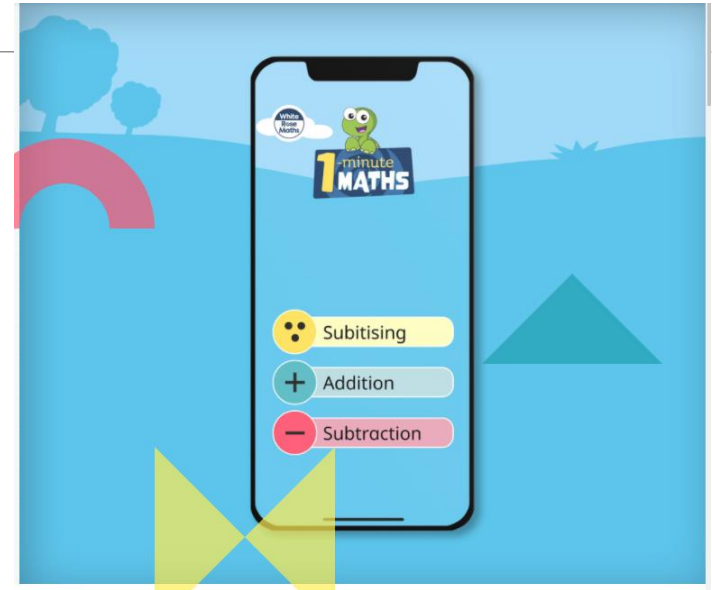 White
Rose
Maths
1-minute
MATHS
Subitising
+ Addition
− Subtraction